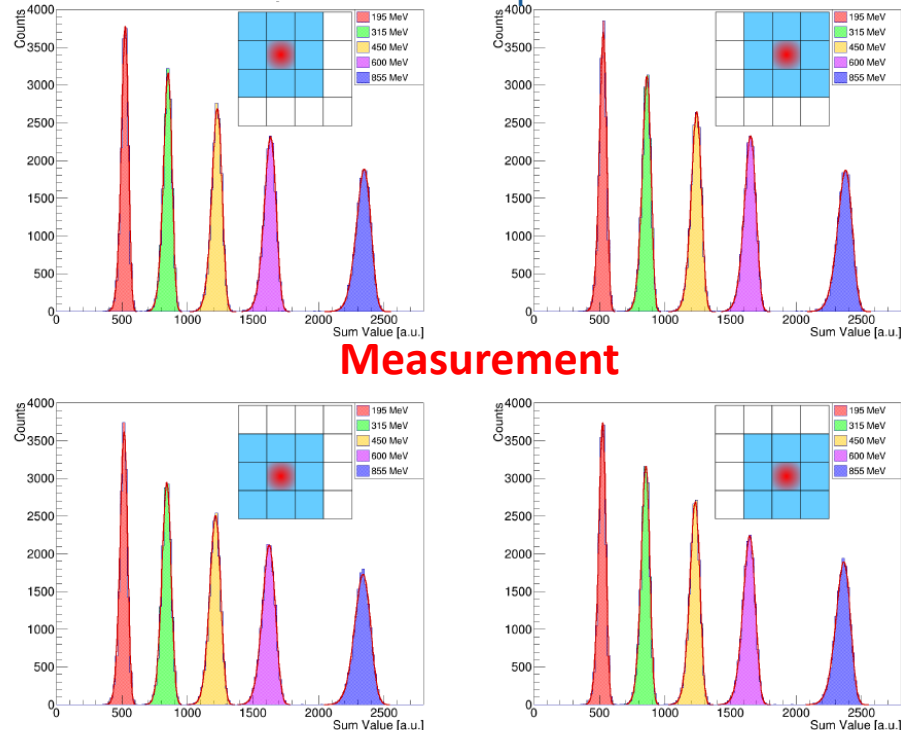 Counts
4000
3500
3000
2500
2000
1500
1000
500
0
0 500 1000 1500 2000 2500
Sum Value [a.u.]
195 MeV
315 MeV
450 MeV
600 MeV
855 MeV
Counts
4000
3500
3000
2500
2000
1500
1000
500
0
0 500 1000 1500 2000 2500
Sum Value [a.u.]
195 MeV
315 MeV
450 MeV
600 MeV
855 MeV
Measurement
Counts
4000
3500
3000
2500
2000
1500
1000
500
0
0 500 1000 1500 2000 2500
Sum Value [a.u.]
195 MeV
315 MeV
450 MeV
600 MeV
855 MeV
Counts
4000
3500
3000
2500
2000
1500
1000
500
0
0 500 1000 1500 2000 2500
Sum Value [a.u.]
195 MeV
315 MeV
450 MeV
600 MeV
855 MeV